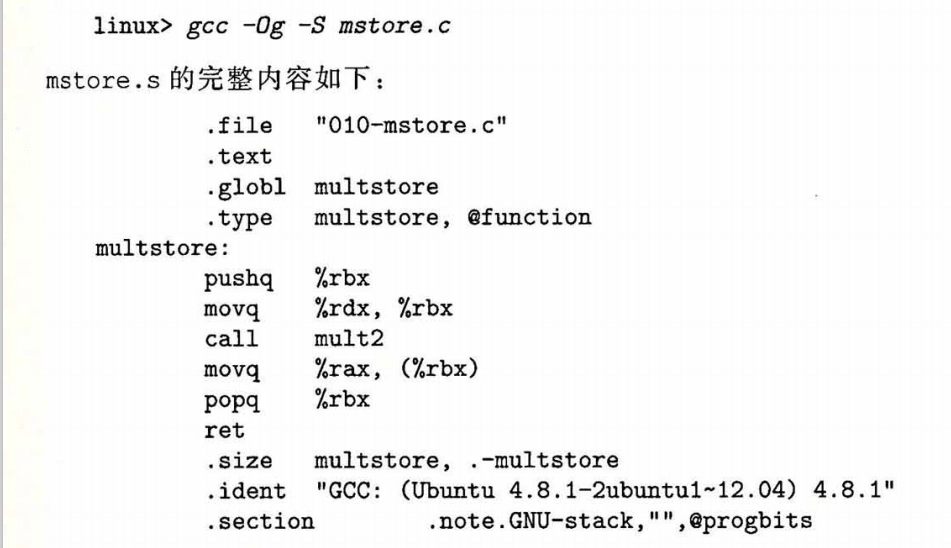 linux> gcc -Og -S mstore.c
mstore.s 的完整内容如下：
.file "010-mstore.c"
.text
.globl multstore
.type multstore, @function
multstore:
pushq %rbx
movq %rdx, %rbx
call mult2
movq %rax, (%rbx)
popq %rbx
ret
.size multstore, .-multstore
.ident "GCC: (Ubuntu 4.8.1-2ubuntu1~12.04) 4.8.1"
.section .note.GNU-stack,"",@progbits